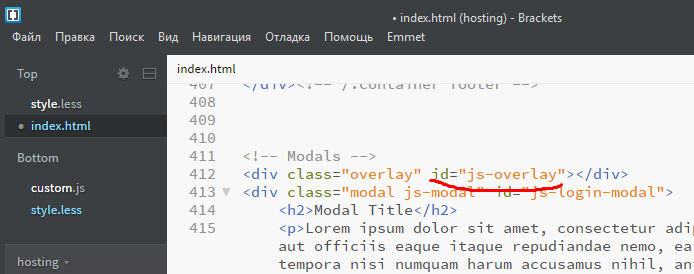 • index.html (hosting) - Brackets
Файл Правка Поиск Вид Навигация Отладка Помощь Emmet
Top
style.less
index.html
Bottom
custom.js
style.less
hosting
index.html
407 </div><!-- /.container footer -->
408
409
410
411 <!-- Modals -->
412 <div class="overlay" id="js-overlay"></div>
413 <div class="modal js-modal" id="js-login-modal">
414 <h2>Modal Title</h2>
415 <p>Lorem ipsum dolor sit amet, consectetur adip
aut officiis eaque itaque repudiandae nemo, ea
tempora nisi numquam harum accusamus nihil, an